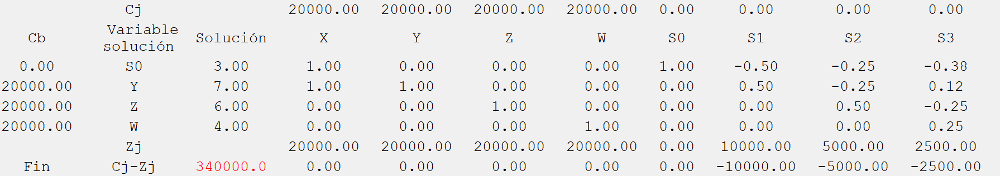 Cj 20000.00 20000.00 20000.00 20000.00 0.00 0.00 0.00 0.00
Cb Variable solución Solución X Y Z W S0 S1 S2 S3
0.00 S0 3.00 1.00 0.00 0.00 0.00 1.00 -0.50 -0.25 -0.38
20000.00 Y 7.00 1.00 1.00 0.00 0.00 0.00 0.50 -0.25 0.12
20000.00 Z 6.00 0.00 0.00 1.00 0.00 0.00 0.00 0.50 -0.25
20000.00 W 4.00 0.00 0.00 0.00 1.00 0.00 0.00 0.00 0.25
Zj 20000.00 20000.00 20000.00 20000.00 0.00 10000.00 5000.00 2500.00
Fin Cj-Zj 340000.0 0.00 0.00 0.00 0.00 0.00 -10000.00 -5000.00 -2500.00